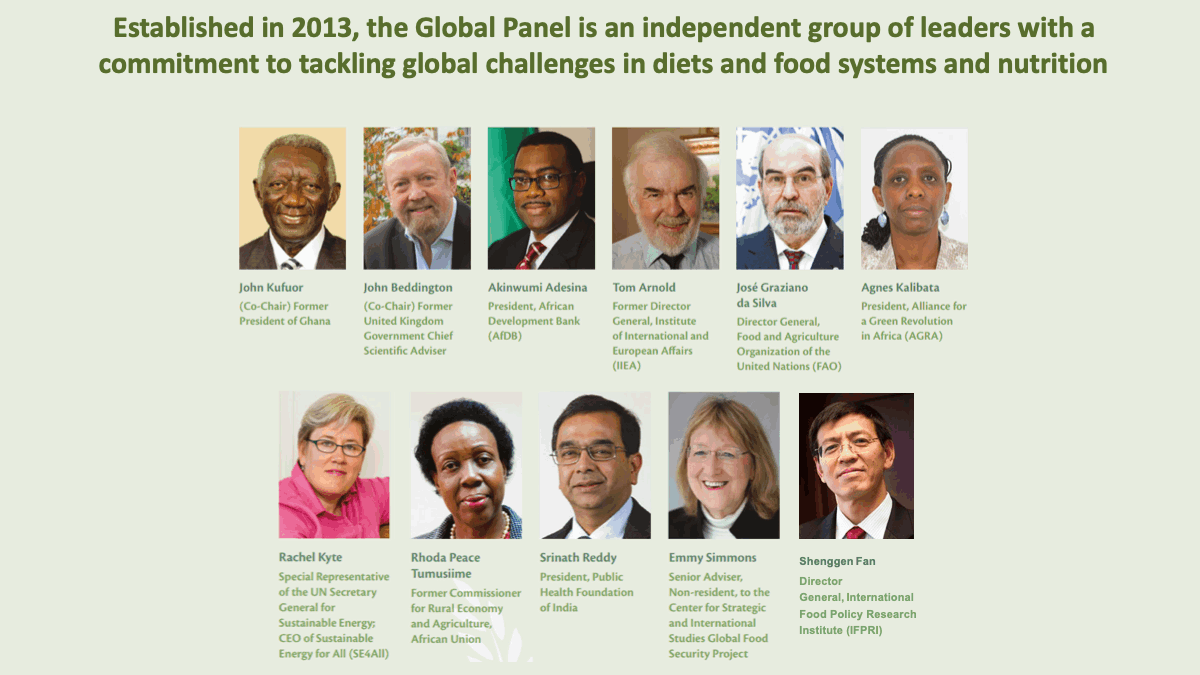 Established in 2013, the Global Panel is an independent group of leaders with a
commitment to tackling global challenges in diets and food systems and nutrition
John Kufuor
(Co-Chair) Former
President of Ghana
John Beddington
(Co-Chair) Former
United Kingdom
Government Chief
Scientific Adviser
Akinwumi Adesina
President, African
Development Bank
(AfDB)
Tom Arnold
Former Director
General, Institute
of International and
European Affairs
(IIEA)
José Graziano
da Silva
Director General,
Food and Agriculture
Organization of the
United Nations (FAO)
Agnes Kalibata
President, Alliance for
a Green Revolution
in Africa (AGRA)
Rachel Kyte
Special Representative
of the UN Secretary
General for
Sustainable Energy;
CEO of Sustainable
Energy for All (SE4All)
Rhoda Peace
Tumusiime
Former Commissioner
for Rural Economy
and Agriculture,
African Union
Srinath Reddy
President, Public
Health Foundation
of India
Emmy Simmons
Senior Adviser,
Non-resident, to the
Center for Strategic
and International
Studies Global Food
Security Project
Shenggen Fan
Director
General, International
Food Policy Research
Institute (IFPRI)